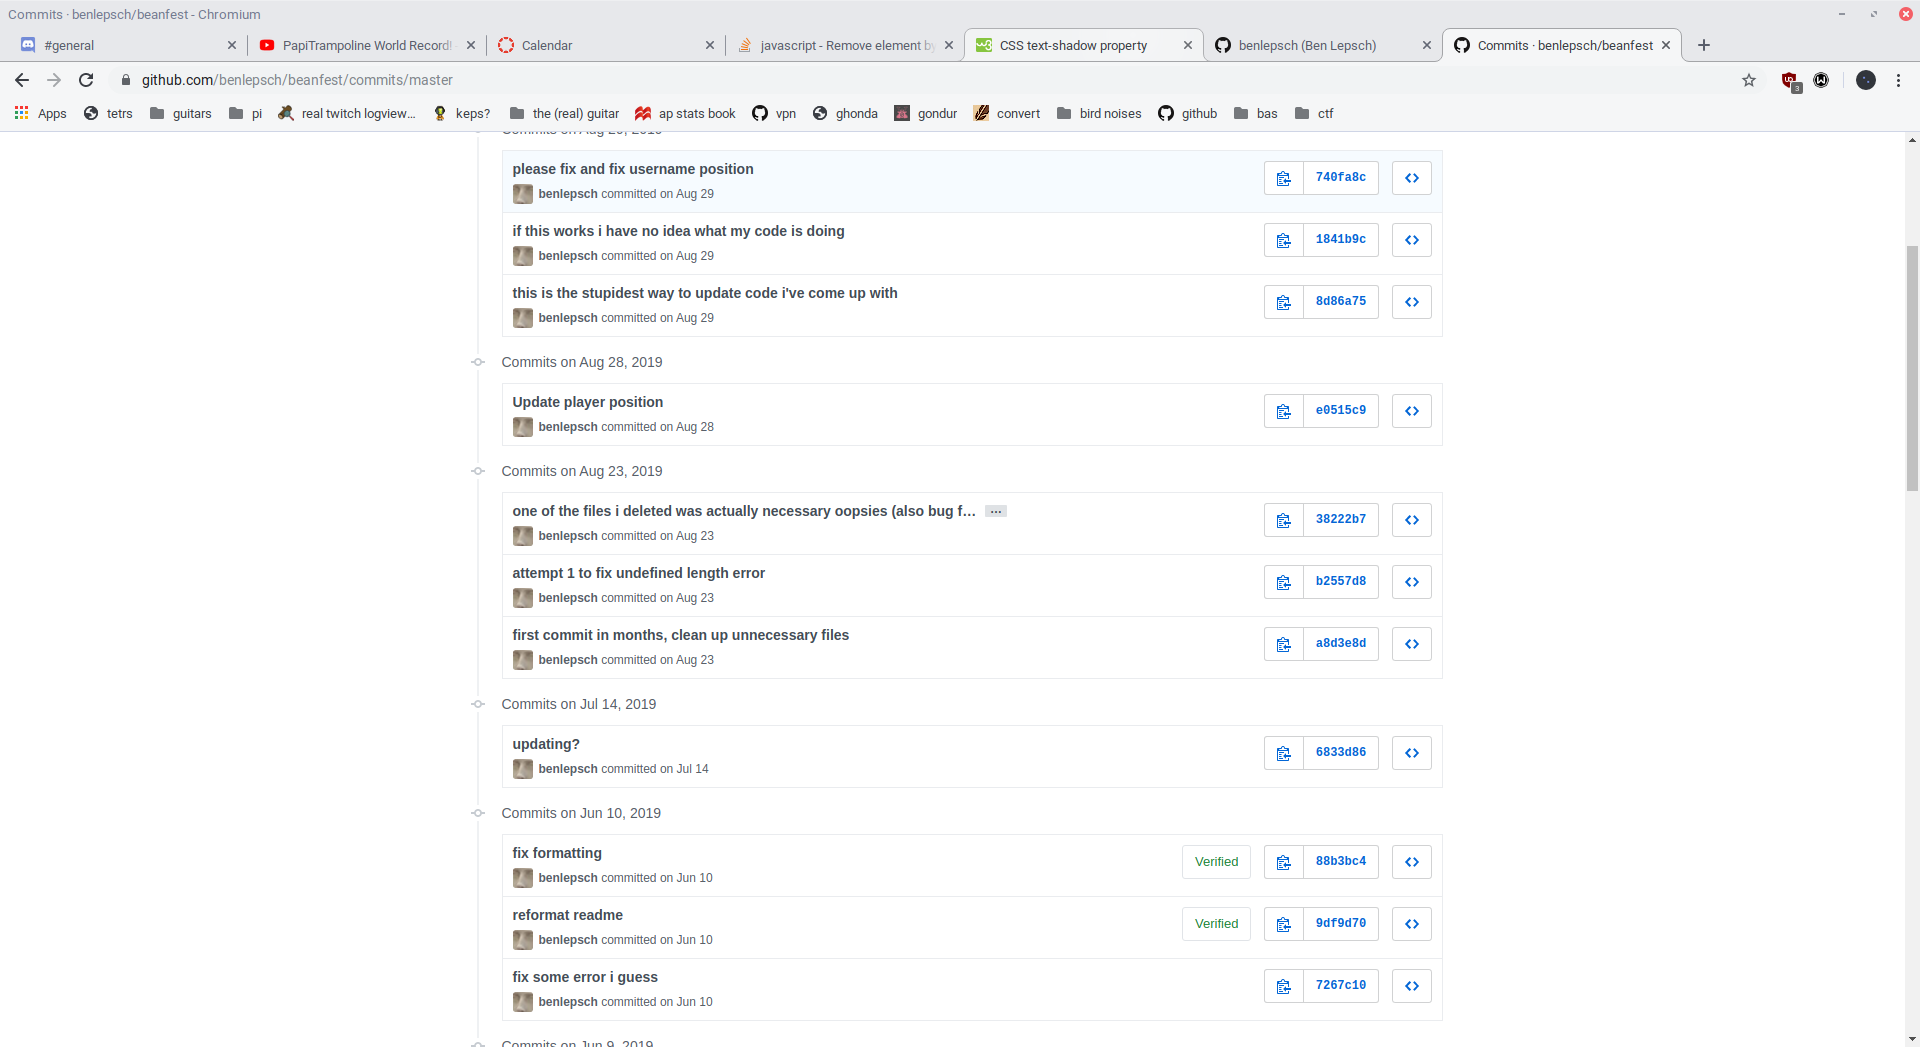 Commits · benlepsch/beanfest - Chromium
#general
PapiTrampoline World Record!
Calendar
javascript - Remove element by
CSS text-shadow property
benlepsch (Ben Lepsch)
Commits · benlepsch/beanfest
github.com/benlepsch/beanfest/commits/master
3
Apps
tetrs
guitars
pi
real twitch logview...
keps?
the (real) guitar
ap stats book
vpn
ghonda
gondur
convert
bird noises
github
bas
ctf
please fix and fix username position
740fa8c
benlepsch committed on Aug 29
if this works i have no idea what my code is doing
1841b9c
benlepsch committed on Aug 29
this is the stupidest way to update code i've come up with
8d86a75
benlepsch committed on Aug 29
Commits on Aug 28, 2019
Update player position
e0515c9
benlepsch committed on Aug 28
Commits on Aug 23, 2019
one of the files i deleted was actually necessary oopsies (also bug f… …
38222b7
benlepsch committed on Aug 23
attempt 1 to fix undefined length error
b2557d8
benlepsch committed on Aug 23
first commit in months, clean up unnecessary files
a8d3e8d
benlepsch committed on Aug 23
Commits on Jul 14, 2019
updating?
6833d86
benlepsch committed on Jul 14
Commits on Jun 10, 2019
fix formatting
Verified
88b3bc4
benlepsch committed on Jun 10
reformat readme
Verified
9df9d70
benlepsch committed on Jun 10
fix some error i guess
7267c10
benlepsch committed on Jun 10
Commits on Jun 9, 2019